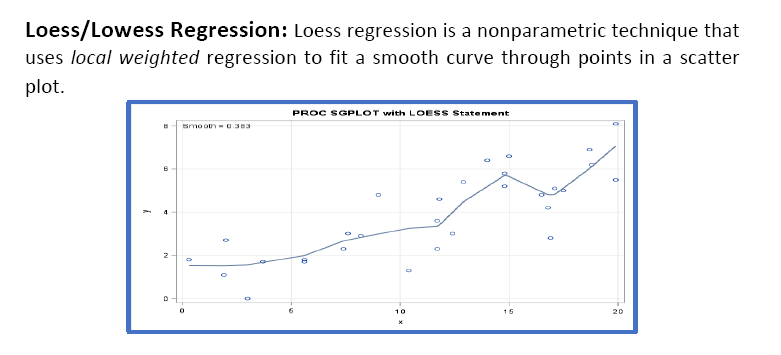 Loess/Lowess Regression: Loess regression is a nonparametric technique that
uses local weighted regression to fit a smooth curve through points in a scatter
plot.
PROC SGPLOT with LOESS Statement
Smooth = 0.383
8
6
4
2
0
y
0 5 10 15 20
x